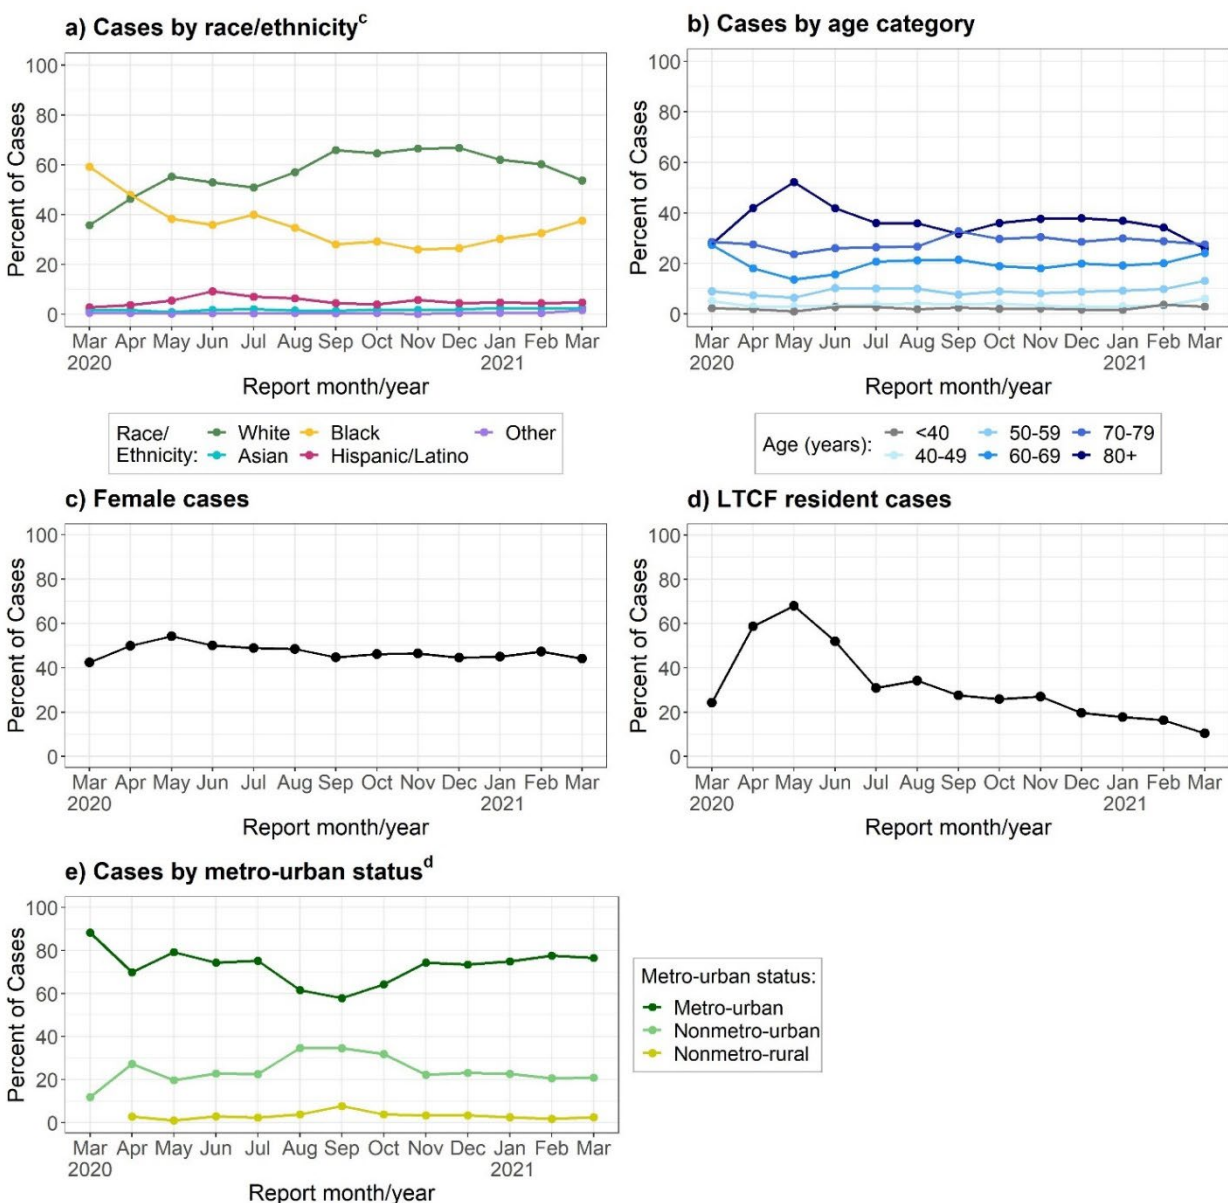 a) Cases by race/ethnicityc
Percent of Cases
100
80
60
40
20
0
Mar Apr May Jun Jul Aug Sep Oct Nov Dec Jan Feb Mar
2020 2021
Report month/year
Race/ White Black Other
Ethnicity: Asian Hispanic/Latino
b) Cases by age category
Percent of Cases
100
80
60
40
20
0
Mar Apr May Jun Jul Aug Sep Oct Nov Dec Jan Feb Mar
2020 2021
Report month/year
Age (years): <40 50-59 70-79
40-49 60-69 80+
c) Female cases
Percent of Cases
100
80
60
40
20
0
Mar Apr May Jun Jul Aug Sep Oct Nov Dec Jan Feb Mar
2020 2021
Report month/year
d) LTCF resident cases
Percent of Cases
100
80
60
40
20
0
Mar Apr May Jun Jul Aug Sep Oct Nov Dec Jan Feb Mar
2020 2021
Report month/year
e) Cases by metro-urban statusd
Percent of Cases
100
80
60
40
20
0
Mar Apr May Jun Jul Aug Sep Oct Nov Dec Jan Feb Mar
2020 2021
Report month/year
Metro-urban status:
Metro-urban
Nonmetro-urban
Nonmetro-rural